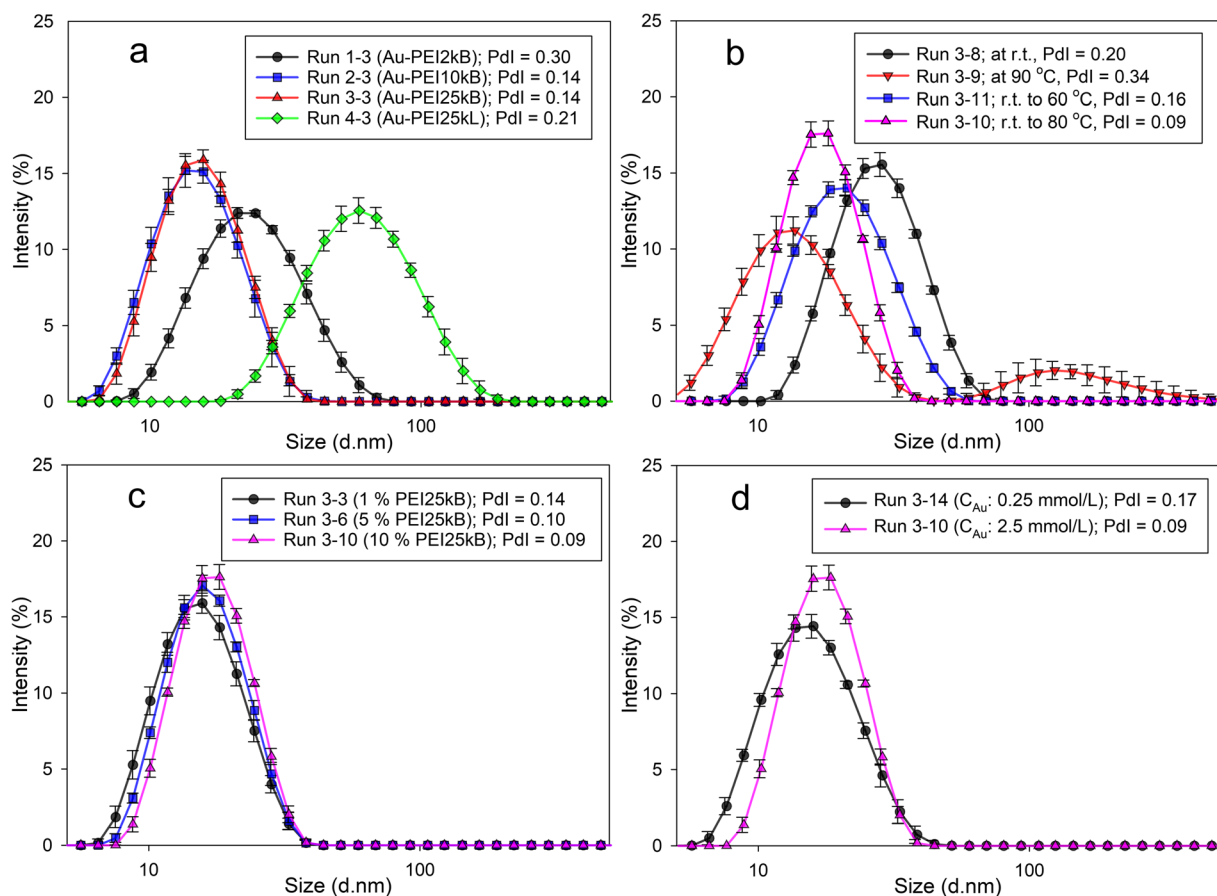 a
Run 1-3 (Au-PEI2kB); PdI = 0.30
Run 2-3 (Au-PEI10kB); PdI = 0.14
Run 3-3 (Au-PEI25kB); PdI = 0.14
Run 4-3 (Au-PEI25kL); PdI = 0.21
25
20
15
10
5
0
Intensity (%)
10 100
Size (d.nm)
b
Run 3-8; at r.t., PdI = 0.20
Run 3-9; at 90 °C, PdI = 0.34
Run 3-11; r.t. to 60 °C, PdI = 0.16
Run 3-10; r.t. to 80 °C, PdI = 0.09
25
20
15
10
5
0
Intensity (%)
10 100
Size (d.nm)
c
Run 3-3 (1 % PEI25kB); PdI = 0.14
Run 3-6 (5 % PEI25kB); PdI = 0.10
Run 3-10 (10 % PEI25kB); PdI = 0.09
25
20
15
10
5
0
Intensity (%)
10 100
Size (d.nm)
d
Run 3-14 (C_Au: 0.25 mmol/L); PdI = 0.17
Run 3-10 (C_Au: 2.5 mmol/L); PdI = 0.09
25
20
15
10
5
0
Intensity (%)
10 100
Size (d.nm)